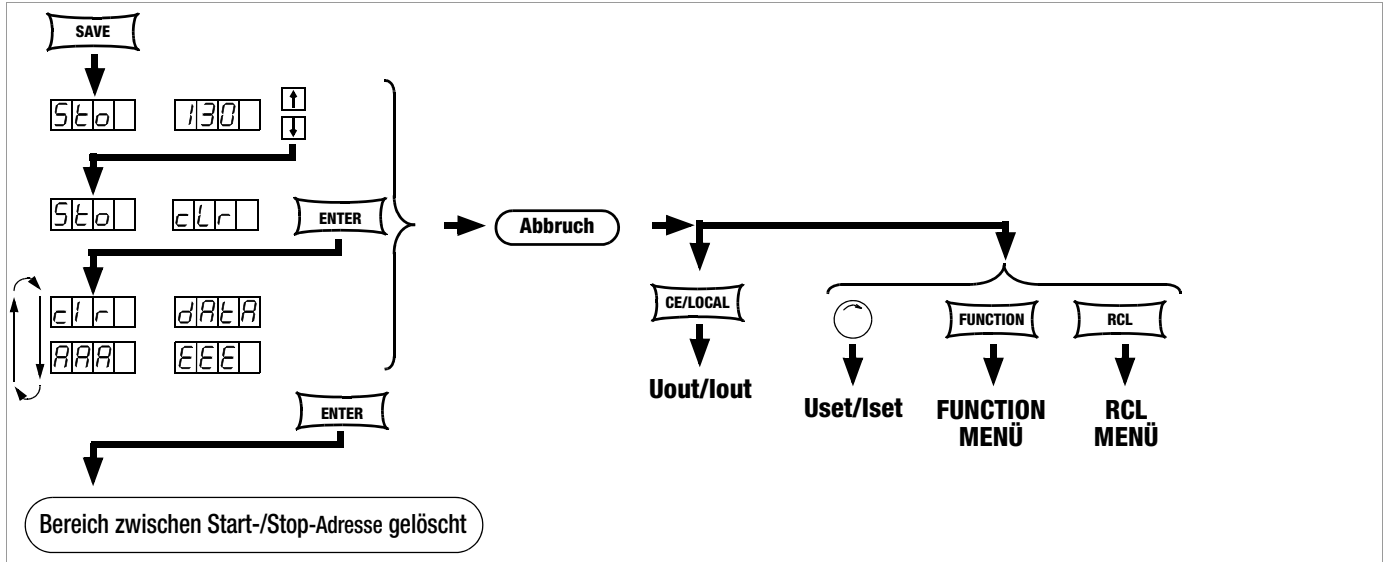 SAVE
Sto 130 ↑
↓
Sto cLr ENTER
Abbruch
clr dAtA
AAA EEE
CE/LOCAL
FUNCTION RCL
Uout/Iout
Uset/Iset FUNCTION MENÜ RCL MENÜ
ENTER
Bereich zwischen Start-/Stop-Adresse gelöscht